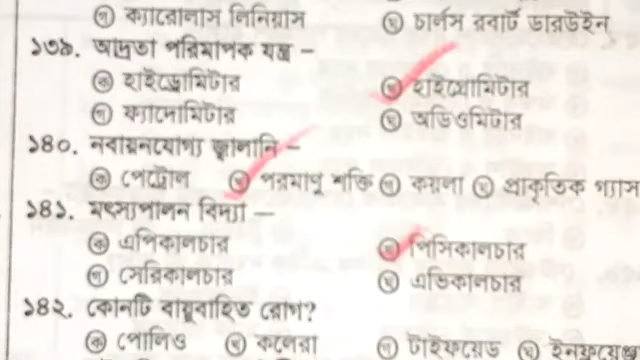 গ ক্যারোলাস লিনিয়াস ঘ চার্লস রবার্ট ডারউইন
১৩৯. আদ্রতা পরিমাপক যন্ত্র –
ক হাইড্রোমিটার খ হাইগ্রোমিটার
গ ফ্যাদোমিটার ঘ অডিওমিটার
১৪০. নবায়নযোগ্য জ্বালানি –
ক পেট্রোল খ পরমাণু শক্তি গ কয়লা ঘ প্রাকৃতিক গ্যাস
১৪১. মৎস্যপালন বিদ্যা –
ক এপিকালচার খ পিসিকালচার
গ সেরিকালচার ঘ এভিকালচার
১৪২. কোনটি বায়ুবাহিত রোগ?
ক পোলিও খ কলেরা গ টাইফয়েড ঘ ইনফ্লুয়েঞ্জা